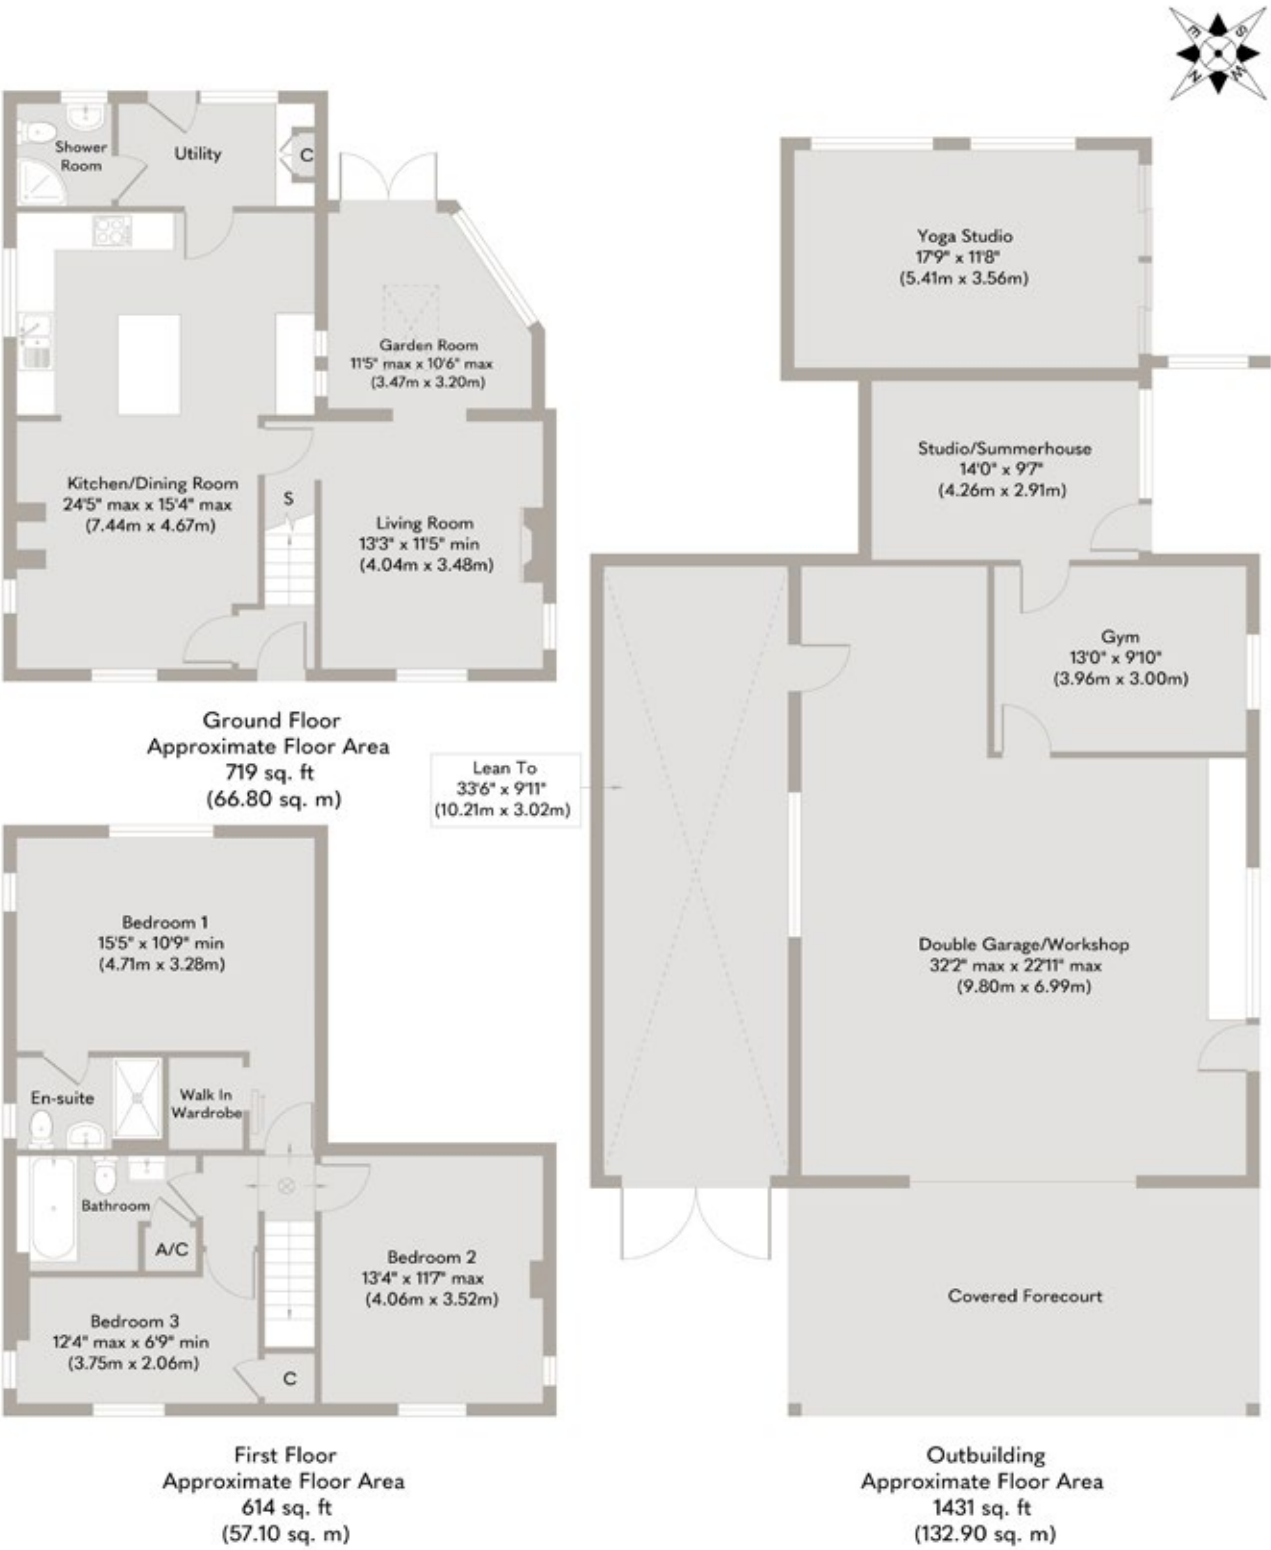 E
S
N
W
Shower
Room
Utility
C
Garden Room
11'5" max x 10'6" max
(3.47m x 3.20m)
Kitchen/Dining Room
24'5" max x 15'4" max
(7.44m x 4.67m)
S
Living Room
13'3" x 11'5" min
(4.04m x 3.48m)
Ground Floor
Approximate Floor Area
719 sq. ft
(66.80 sq. m)
Yoga Studio
17'9" x 11'8"
(5.41m x 3.56m)
Studio/Summerhouse
14'0" x 9'7"
(4.26m x 2.91m)
Gym
13'0" x 9'10"
(3.96m x 3.00m)
Lean To
33'6" x 9'11"
(10.21m x 3.02m)
Double Garage/Workshop
32'2" max x 22'11" max
(9.80m x 6.99m)
Covered Forecourt
Bedroom 1
15'5" x 10'9" min
(4.71m x 3.28m)
En-suite
Walk In
Wardrobe
Bathroom
A/C
Bedroom 2
13'4" x 11'7" max
(4.06m x 3.52m)
Bedroom 3
12'4" max x 6'9" min
(3.75m x 2.06m)
C
First Floor
Approximate Floor Area
614 sq. ft
(57.10 sq. m)
Outbuilding
Approximate Floor Area
1431 sq. ft
(132.90 sq. m)